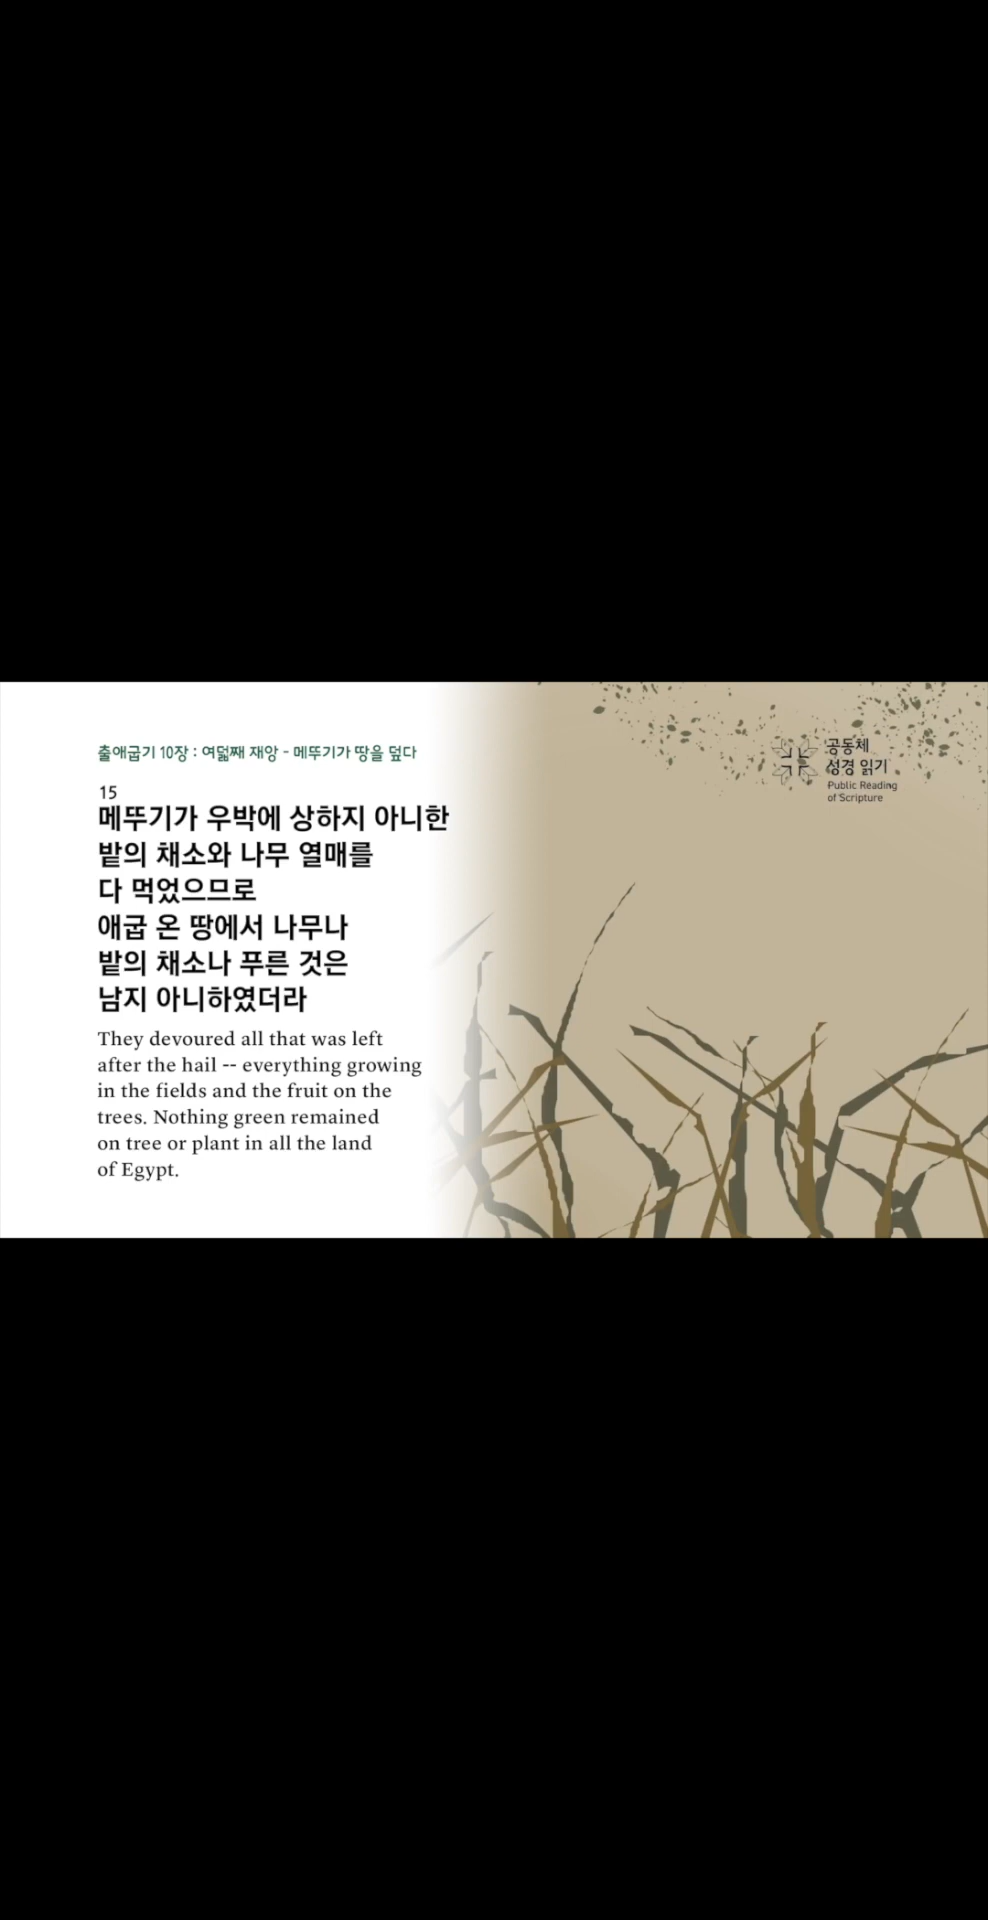 출애굽기 10장 : 여덟째 재앙 - 메뚜기가 땅을 덮다
공동체
성경 읽기
Public Reading
of Scripture
15
메뚜기가 우박에 상하지 아니한
밭의 채소와 나무 열매를
다 먹었으므로
애굽 온 땅에서 나무나
밭의 채소나 푸른 것은
남지 아니하였더라
They devoured all that was left
after the hail -- everything growing
in the fields and the fruit on the
trees. Nothing green remained
on tree or plant in all the land
of Egypt.